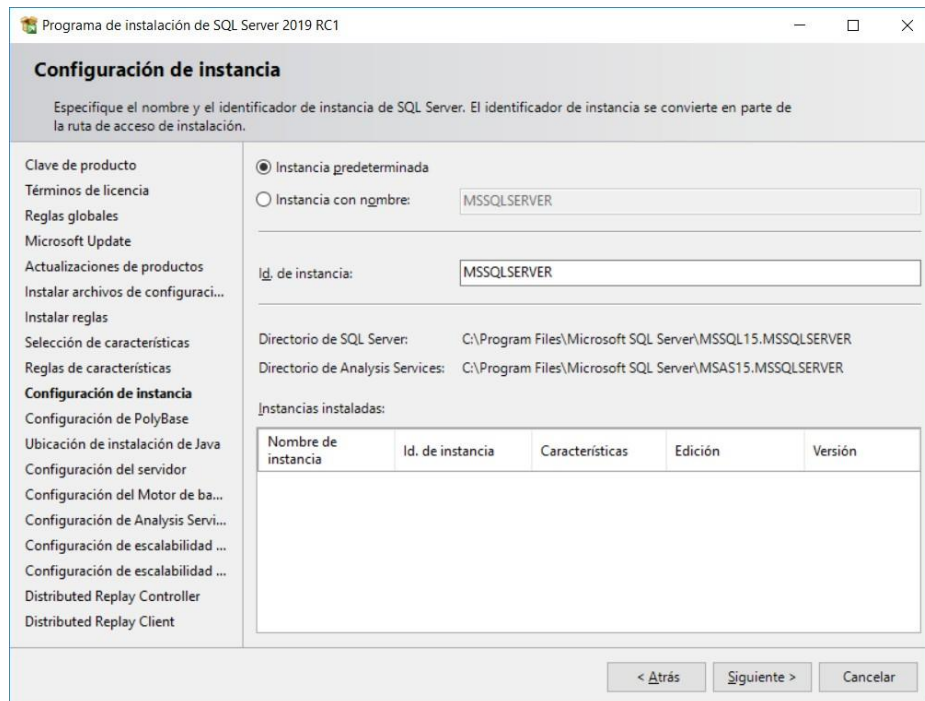 Programa de instalación de SQL Server 2019 RC1
Configuración de instancia
Especifique el nombre y el identificador de instancia de SQL Server. El identificador de instancia se convierte en parte de
la ruta de acceso de instalación.
Clave de producto
Términos de licencia
Reglas globales
Microsoft Update
Actualizaciones de productos
Instalar archivos de configuraci...
Instalar reglas
Selección de características
Reglas de características
Configuración de instancia
Configuración de PolyBase
Ubicación de instalación de Java
Configuración del servidor
Configuración del Motor de ba...
Configuración de Analysis Servi...
Configuración de escalabilidad ...
Configuración de escalabilidad ...
Distributed Replay Controller
Distributed Replay Client
Instancia predeterminada
Instancia con nombre: MSSQLSERVER
Id. de instancia: MSSQLSERVER
Directorio de SQL Server: C:\Program Files\Microsoft SQL Server\MSSQL15.MSSQLSERVER
Directorio de Analysis Services: C:\Program Files\Microsoft SQL Server\MSAS15.MSSQLSERVER
Instancias instaladas:
Nombre de instancia Id. de instancia Características Edición Versión
< Atrás Siguiente > Cancelar